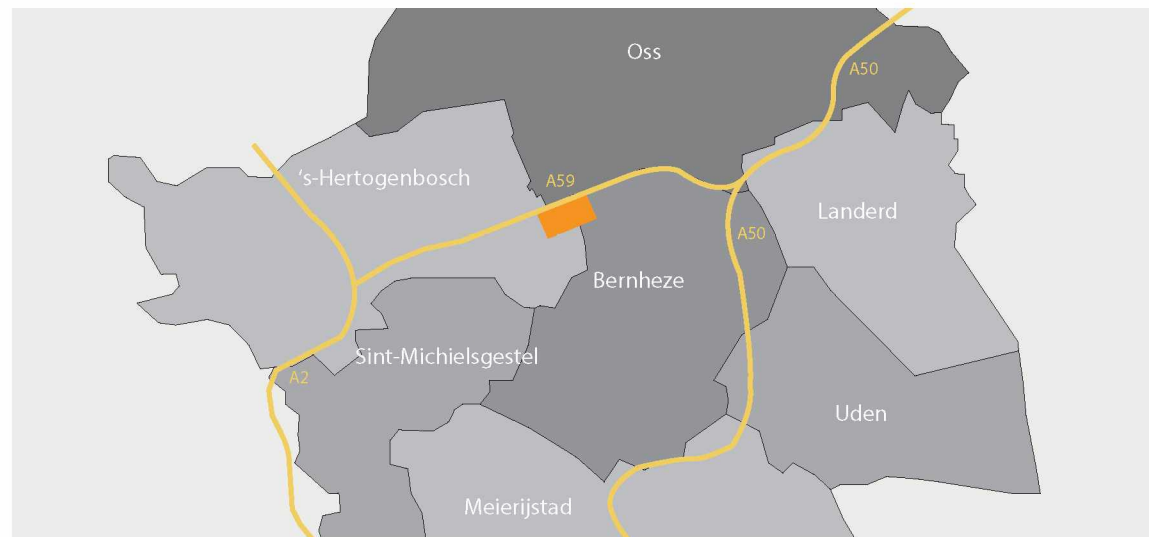 Oss
A50
‘s-Hertogenbosch
A59
Landerd
A50
Bernheze
Sint-Michielsgestel
A2
Uden
Meierijstad